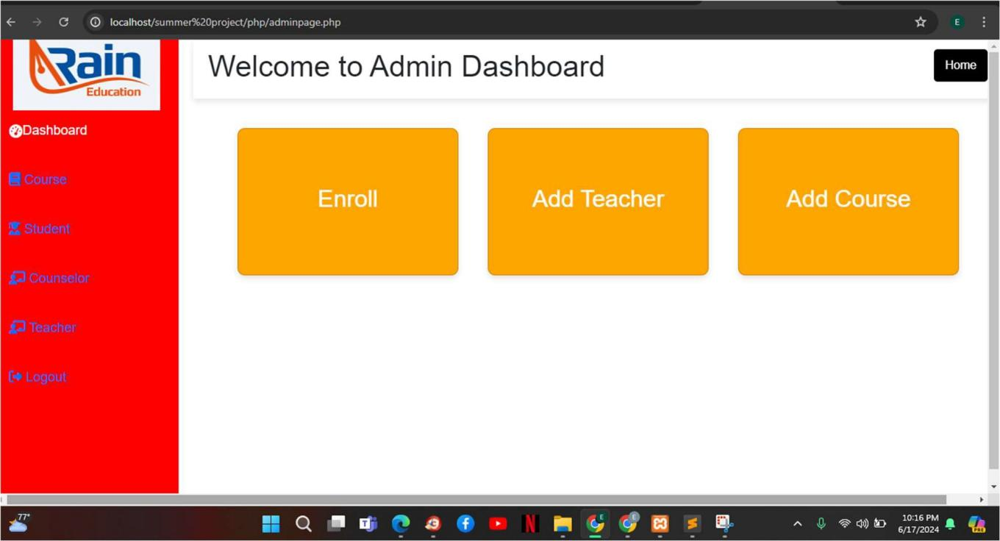 localhost/summer%20project/php/adminpage.php
E
Rain
Education
Welcome to Admin Dashboard
Home
Dashboard
Course
Student
Counselor
Teacher
Logout
Enroll
Add Teacher
Add Course
77°
10:16 PM
6/17/2024
PRE